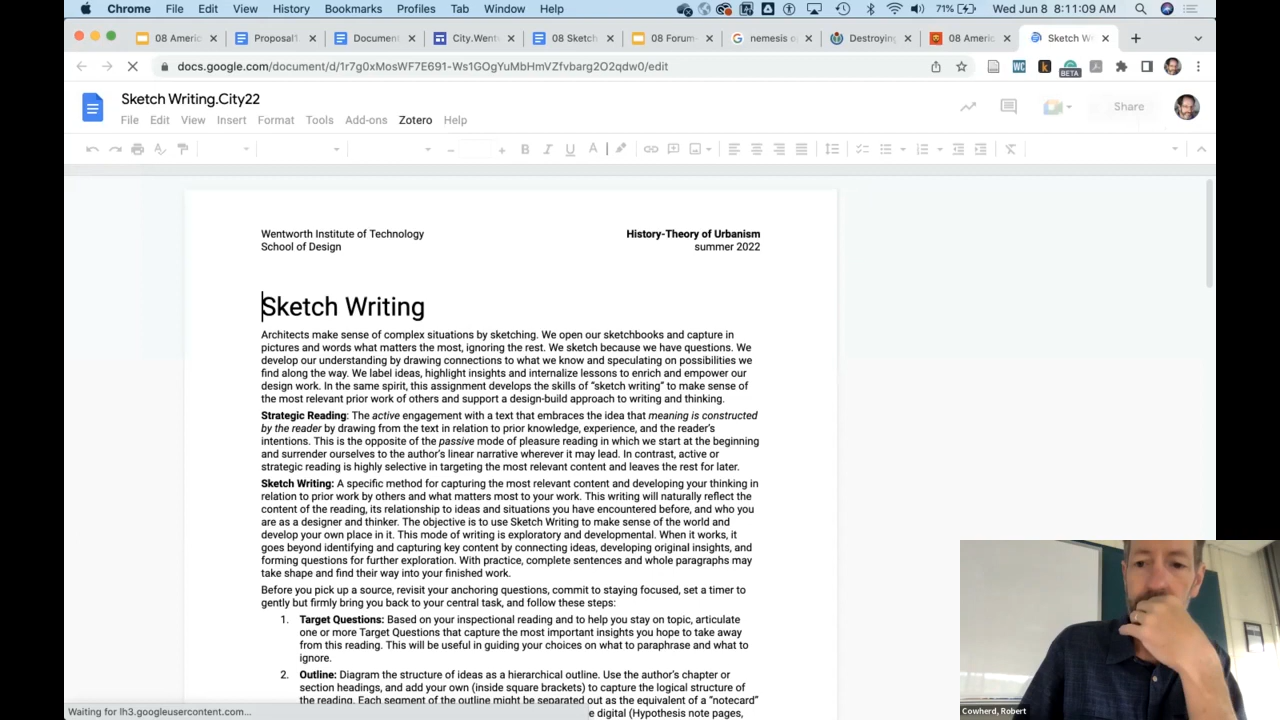 Chrome File Edit View History Bookmarks Profiles Tab Window Help 71% Wed Jun 8 8:11:09 AM
08 Americ Proposal1 Document City.Went 08 Sketch 08 Forum- nemesis o Destroying 08 Americ Sketch W
docs.google.com/document/d/1r7g0xMosWF7E691-Ws1GOgYuMbHmVZfvbarg2O2qdw0/edit
BETA
Sketch Writing.City22
File Edit View Insert Format Tools Add-ons Zotero Help
Share
Wentworth Institute of Technology
School of Design
History-Theory of Urbanism
summer 2022
Sketch Writing
Architects make sense of complex situations by sketching. We open our sketchbooks and capture in
pictures and words what matters the most, ignoring the rest. We sketch because we have questions. We
develop our understanding by drawing connections to what we know and speculating on possibilities we
find along the way. We label ideas, highlight insights and internalize lessons to enrich and empower our
design work. In the same spirit, this assignment develops the skills of “sketch writing” to make sense of
the most relevant prior work of others and support a design-build approach to writing and thinking.
Strategic Reading: The active engagement with a text that embraces the idea that meaning is constructed
by the reader by drawing from the text in relation to prior knowledge, experience, and the reader’s
intentions. This is the opposite of the passive mode of pleasure reading in which we start at the beginning
and surrender ourselves to the author’s linear narrative wherever it may lead. In contrast, active or
strategic reading is highly selective in targeting the most relevant content and leaves the rest for later.
Sketch Writing: A specific method for capturing the most relevant content and developing your thinking in
relation to prior work by others and what matters most to your work. This writing will naturally reflect the
content of the reading, its relationship to ideas and situations you have encountered before, and who you
are as a designer and thinker. The objective is to use Sketch Writing to make sense of the world and
develop your own place in it. This mode of writing is exploratory and developmental. When it works, it
goes beyond identifying and capturing key content by connecting ideas, developing original insights, and
forming questions for further exploration. With practice, complete sentences and whole paragraphs may
take shape and find their way into your finished work.
Before you pick up a source, revisit your anchoring questions, commit to staying focused, set a timer to
gently but firmly bring you back to your central task, and follow these steps:
1. Target Questions: Based on your inspectional reading and to help you stay on topic, articulate
one or more Target Questions that capture the most important insights you hope to take away
from this reading. This will be useful in guiding your choices on what to paraphrase and what to
ignore.
2. Outline: Diagram the structure of ideas as a hierarchical outline. Use the author’s chapter or
section headings, and add your own (inside square brackets) to capture the logical structure of
the reading. Each segment of the outline might be separated out as the equivalent of a “notecard”
e digital (Hypothesis note pages,
Waiting for lh3.googleusercontent.com...
Cowherd, Robert